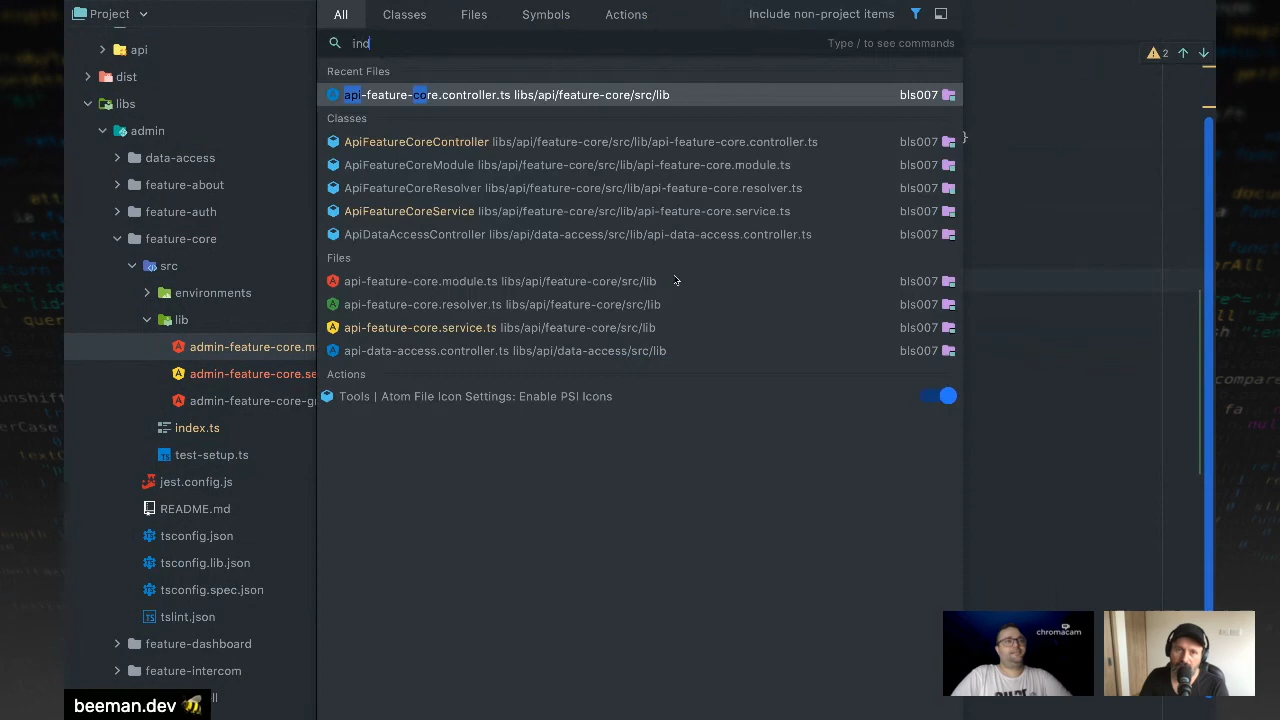 Project
api
dist
libs
admin
data-access
feature-about
feature-auth
feature-core
src
environments
lib
admin-feature-core.m
admin-feature-core.se
admin-feature-core-gr
index.ts
test-setup.ts
jest.config.js
README.md
tsconfig.json
tsconfig.lib.json
tsconfig.spec.json
tslint.json
feature-dashboard
feature-intercom
ll
All Classes Files Symbols Actions Include non-project items
ind Type / to see commands
Recent Files
api-feature-core.controller.ts libs/api/feature-core/src/lib bls007
Classes
ApiFeatureCoreController libs/api/feature-core/src/lib/api-feature-core.controller.ts bls007
ApiFeatureCoreModule libs/api/feature-core/src/lib/api-feature-core.module.ts bls007
ApiFeatureCoreResolver libs/api/feature-core/src/lib/api-feature-core.resolver.ts bls007
ApiFeatureCoreService libs/api/feature-core/src/lib/api-feature-core.service.ts bls007
ApiDataAccessController libs/api/data-access/src/lib/api-data-access.controller.ts bls007
Files
api-feature-core.module.ts libs/api/feature-core/src/lib bls007
api-feature-core.resolver.ts libs/api/feature-core/src/lib bls007
api-feature-core.service.ts libs/api/feature-core/src/lib bls007
api-data-access.controller.ts libs/api/data-access/src/lib bls007
Actions
Tools | Atom File Icon Settings: Enable PSI Icons
2
}
chromacam
beeman.dev